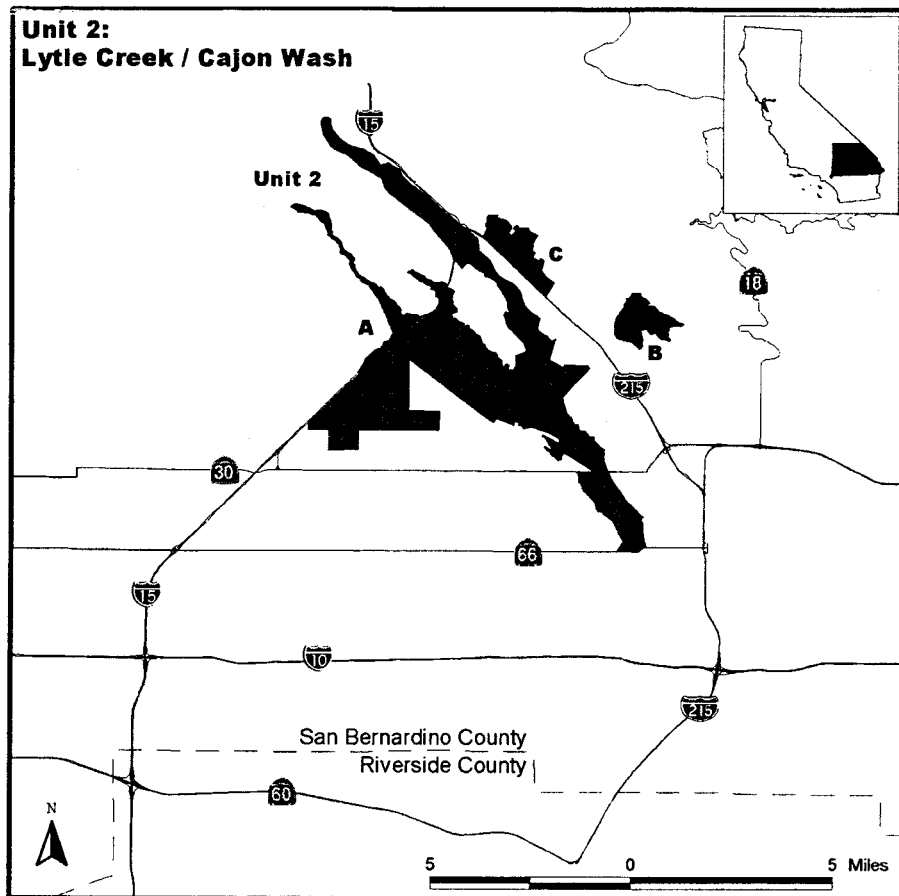 Unit 2:
Lytle Creek / Cajon Wash
15
Unit 2
C
18
A
B
215
30
66
15
10
215
San Bernardino County
Riverside County
60
N
5 0 5 Miles